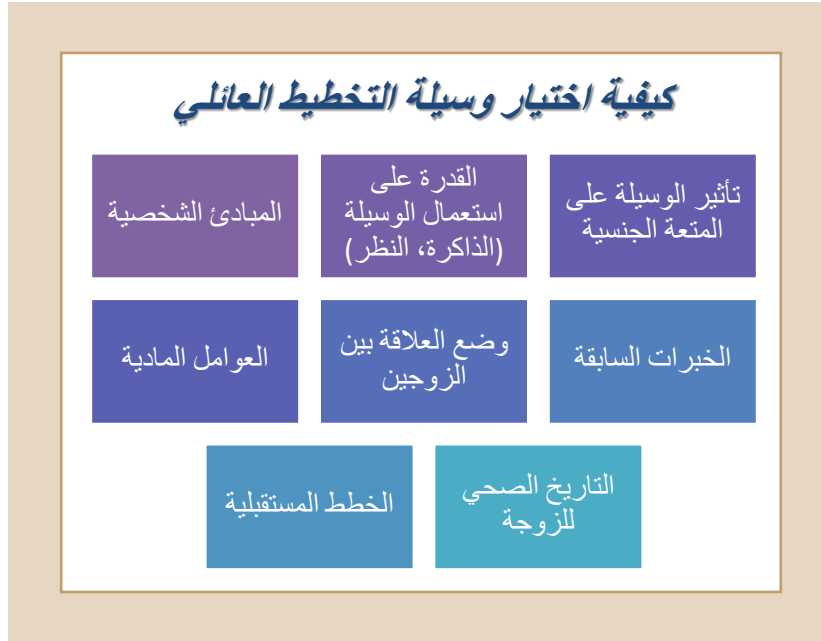 كيفية اختيار وسيلة التخطيط العائلي
تأثير الوسيلة على
المتعة الجنسية
القدرة على
استعمال الوسيلة
(الذاكرة، النظر)
المبادئ الشخصية
الخبرات السابقة
وضع العلاقة بين
الزوجين
العوامل المادية
التاريخ الصحي
للزوجة
الخطط المستقبلية